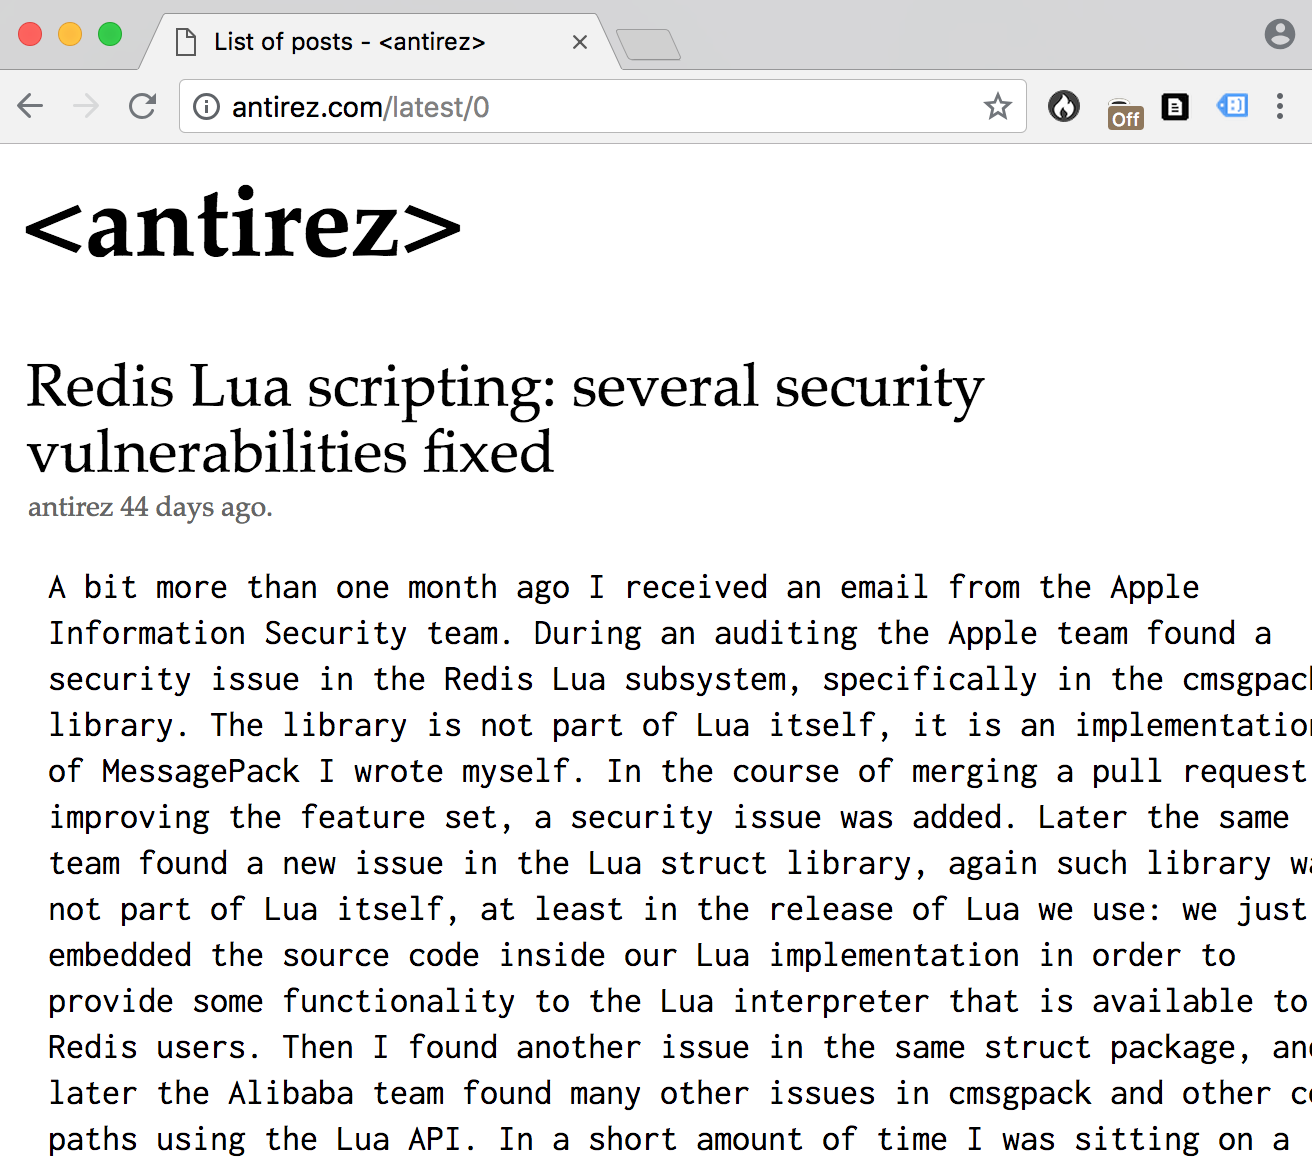 List of posts - <antirez>
antirez.com/latest/0
Off
<antirez>
Redis Lua scripting: several security
vulnerabilities fixed
antirez 44 days ago.
A bit more than one month ago I received an email from the Apple
Information Security team. During an auditing the Apple team found a
security issue in the Redis Lua subsystem, specifically in the cmsgpack
library. The library is not part of Lua itself, it is an implementation
of MessagePack I wrote myself. In the course of merging a pull request
improving the feature set, a security issue was added. Later the same
team found a new issue in the Lua struct library, again such library wa
not part of Lua itself, at least in the release of Lua we use: we just
embedded the source code inside our Lua implementation in order to
provide some functionality to the Lua interpreter that is available to
Redis users. Then I found another issue in the same struct package, and
later the Alibaba team found many other issues in cmsgpack and other co
paths using the Lua API. In a short amount of time I was sitting on a